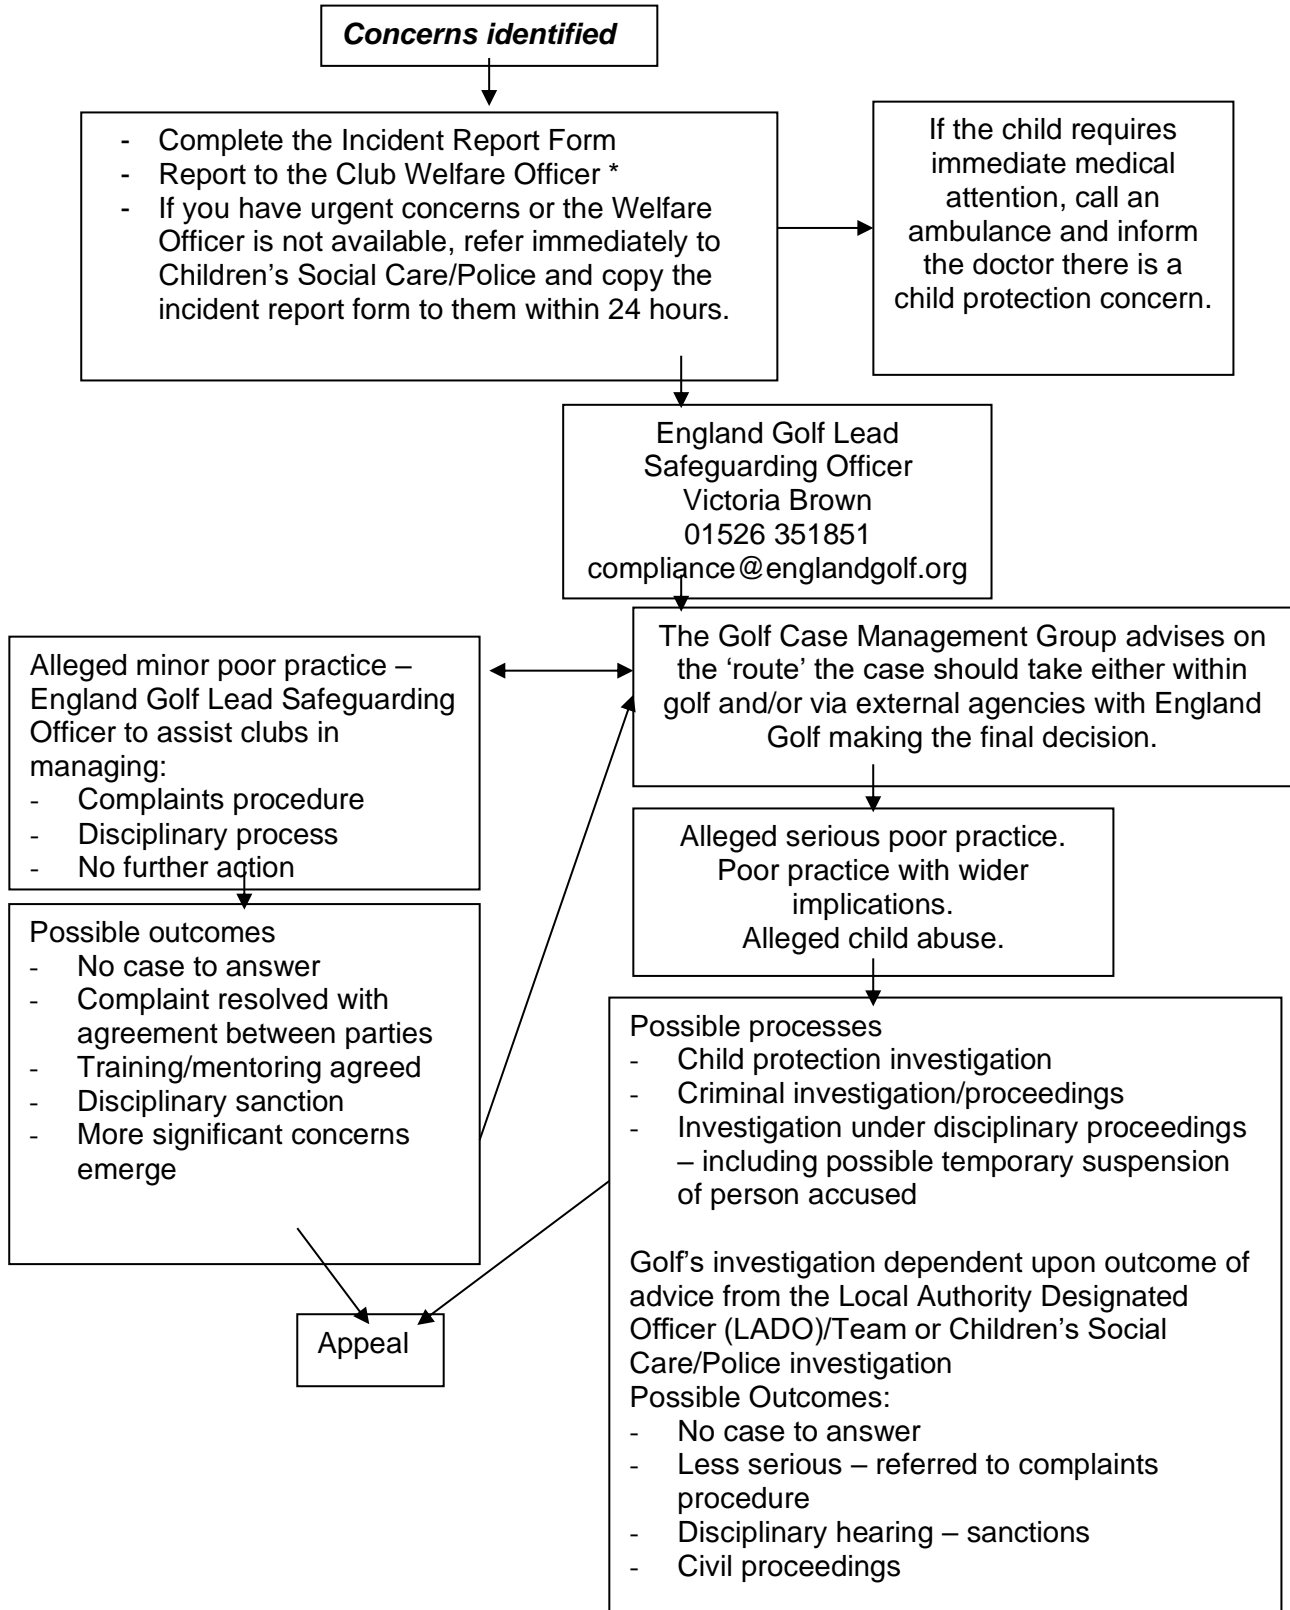 Concerns identified
- Complete the Incident Report Form
- Report to the Club Welfare Officer *
- If you have urgent concerns or the Welfare
Officer is not available, refer immediately to
Children’s Social Care/Police and copy the
incident report form to them within 24 hours.
If the child requires
immediate medical
attention, call an
ambulance and inform
the doctor there is a
child protection concern.
England Golf Lead
Safeguarding Officer
Victoria Brown
01526 351851
compliance@englandgolf.org
The Golf Case Management Group advises on
the ‘route’ the case should take either within
golf and/or via external agencies with England
Golf making the final decision.
Alleged minor poor practice –
England Golf Lead Safeguarding
Officer to assist clubs in
managing:
- Complaints procedure
- Disciplinary process
- No further action
Alleged serious poor practice.
Poor practice with wider
implications.
Alleged child abuse.
Possible outcomes
- No case to answer
- Complaint resolved with
agreement between parties
- Training/mentoring agreed
- Disciplinary sanction
- More significant concerns
emerge
Possible processes
- Child protection investigation
- Criminal investigation/proceedings
- Investigation under disciplinary proceedings
– including possible temporary suspension
of person accused
Golf’s investigation dependent upon outcome of
advice from the Local Authority Designated
Officer (LADO)/Team or Children’s Social
Care/Police investigation
Possible Outcomes:
- No case to answer
- Less serious – referred to complaints
procedure
- Disciplinary hearing – sanctions
- Civil proceedings
Appeal